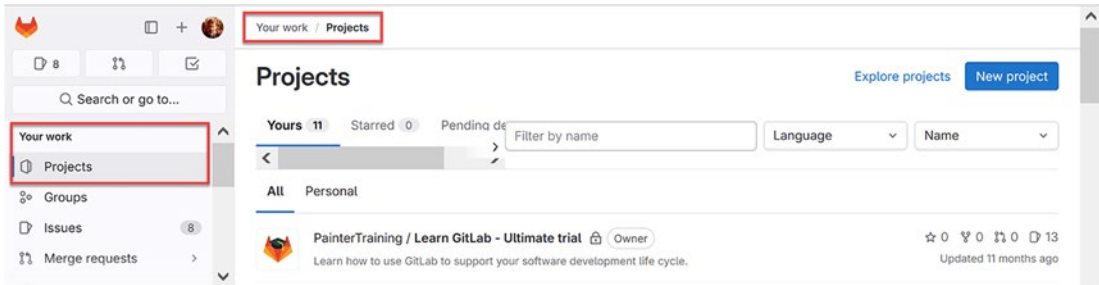 Your work / Projects
8
Search or go to...
Your work
Projects
Groups
Issues 8
Merge requests
Projects
Explore projects
New project
Yours 11 Starred 0 Pending de
Filter by name
Language
Name
All Personal
PainterTraining / Learn GitLab - Ultimate trial Owner
Learn how to use GitLab to support your software development life cycle.
0 0 0 13
Updated 11 months ago